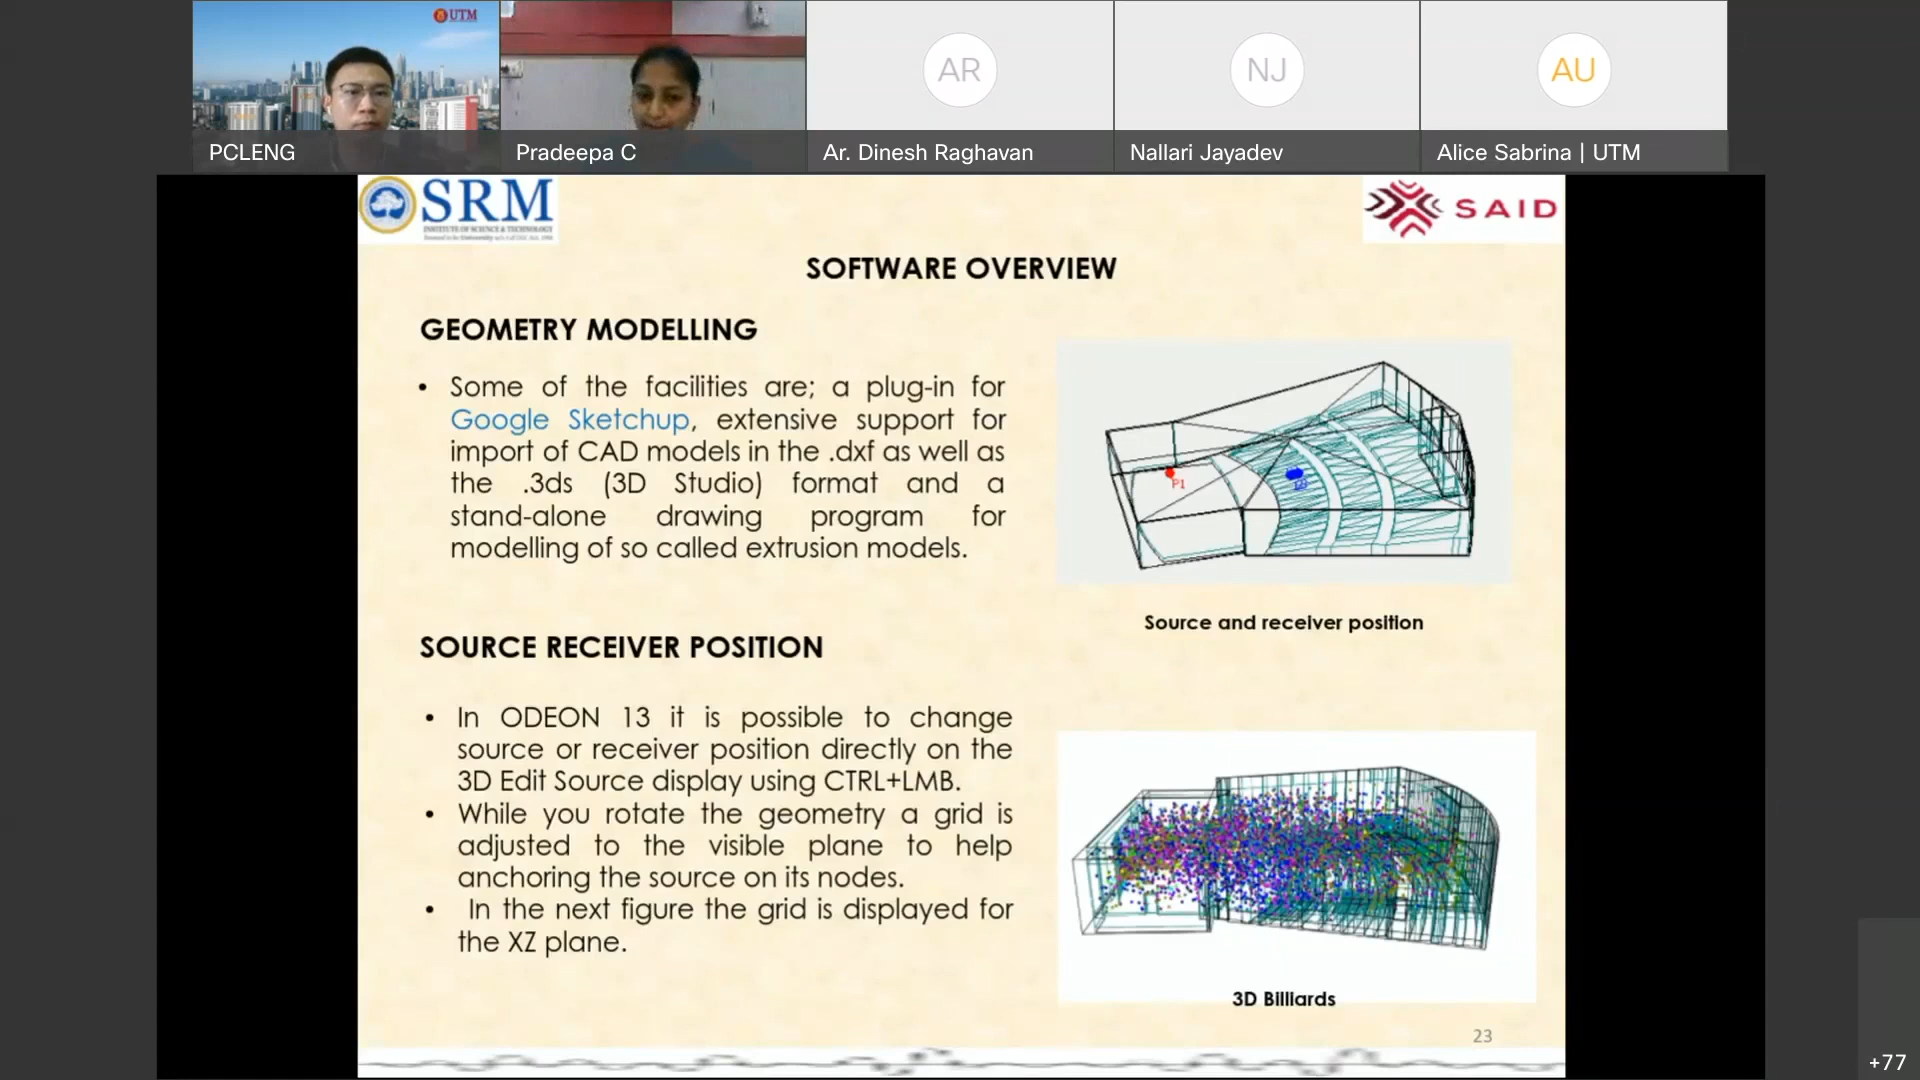 UTM
AR
NJ
AU
PCLENG
Pradeepa C
Ar. Dinesh Raghavan
Nallari Jayadev
Alice Sabrina | UTM
SRM
INSTITUTE OF SCIENCE & TECHNOLOGY
SAID
SOFTWARE OVERVIEW
GEOMETRY MODELLING
• Some of the facilities are; a plug-in for
Google Sketchup, extensive support for
import of CAD models in the .dxf as well as
the .3ds (3D Studio) format and a
stand-alone drawing program for
modelling of so called extrusion models.
P1
Source and receiver position
SOURCE RECEIVER POSITION
• In ODEON 13 it is possible to change
source or receiver position directly on the
3D Edit Source display using CTRL+LMB.
• While you rotate the geometry a grid is
adjusted to the visible plane to help
anchoring the source on its nodes.
• In the next figure the grid is displayed for
the XZ plane.
3D Billiards
23
+77